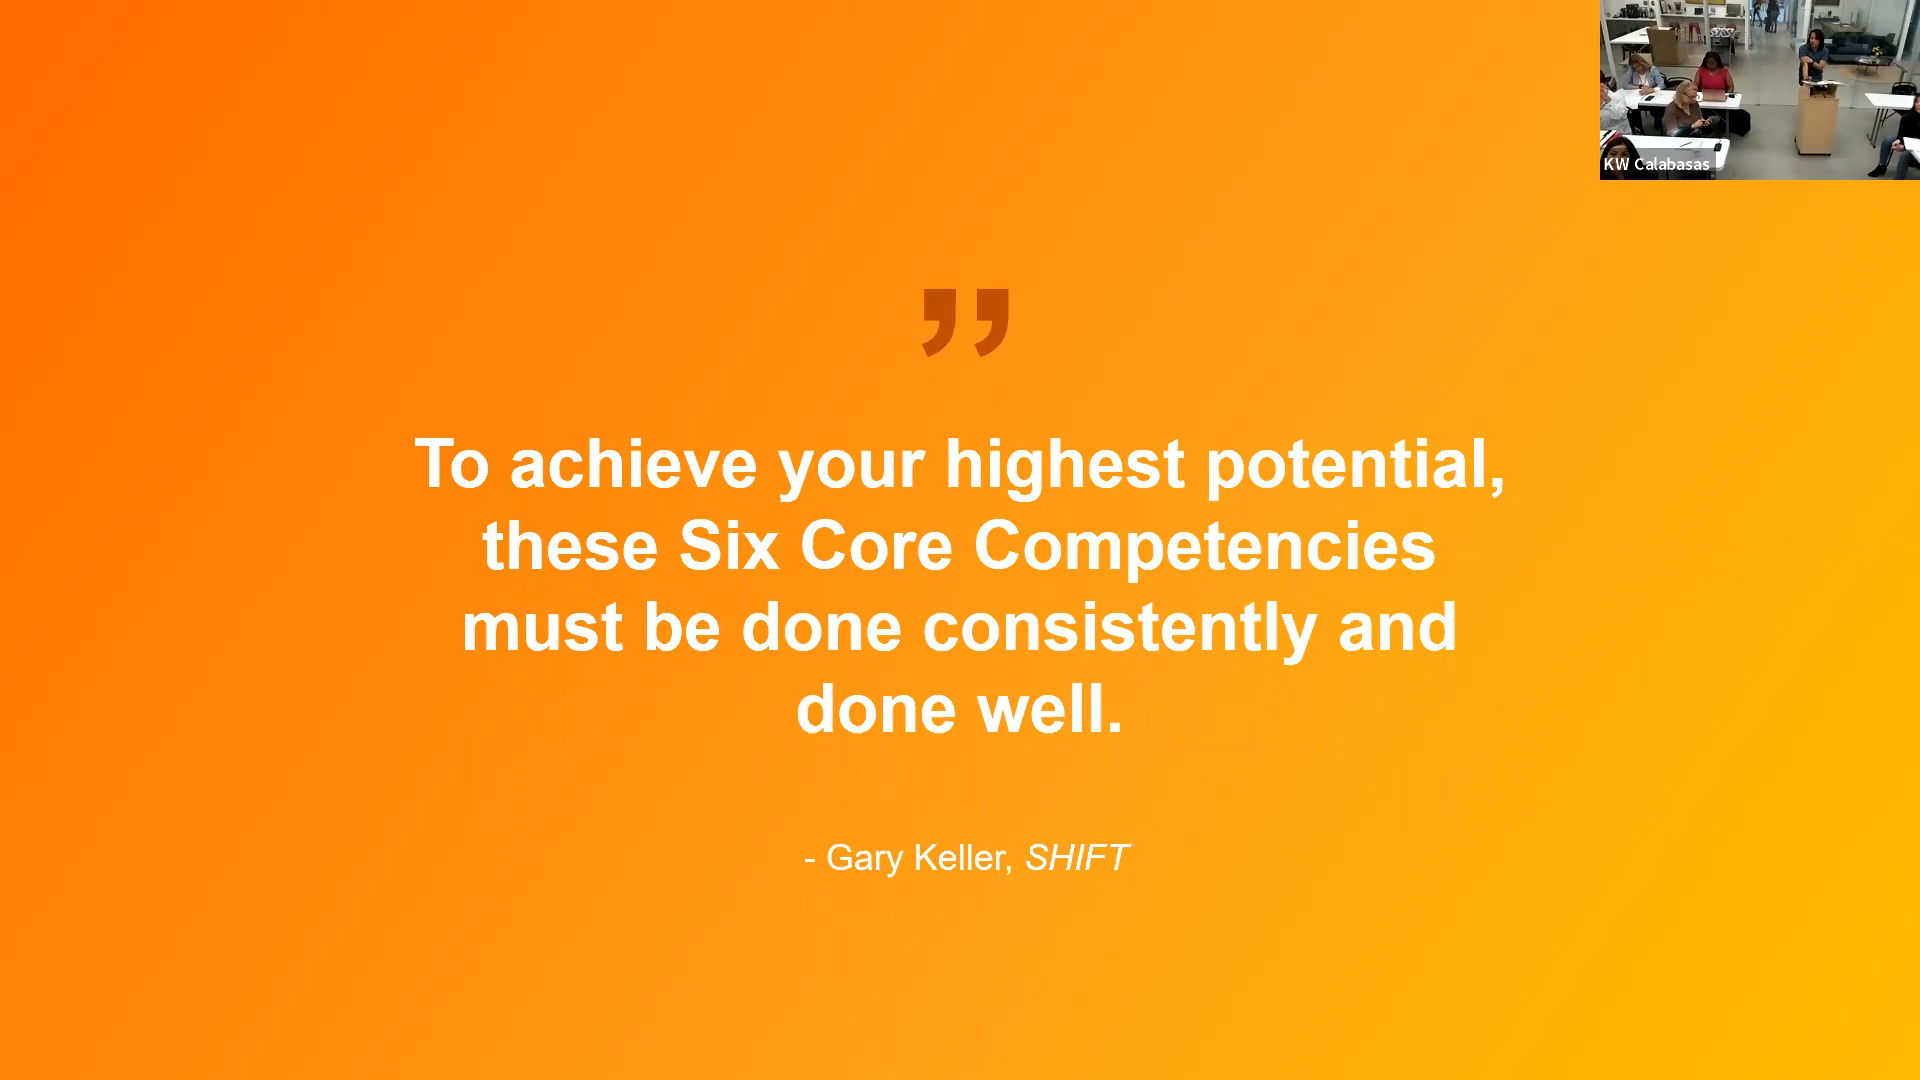 KW Calabasas
”
To achieve your highest potential,
these Six Core Competencies
must be done consistently and
done well.
- Gary Keller, SHIFT